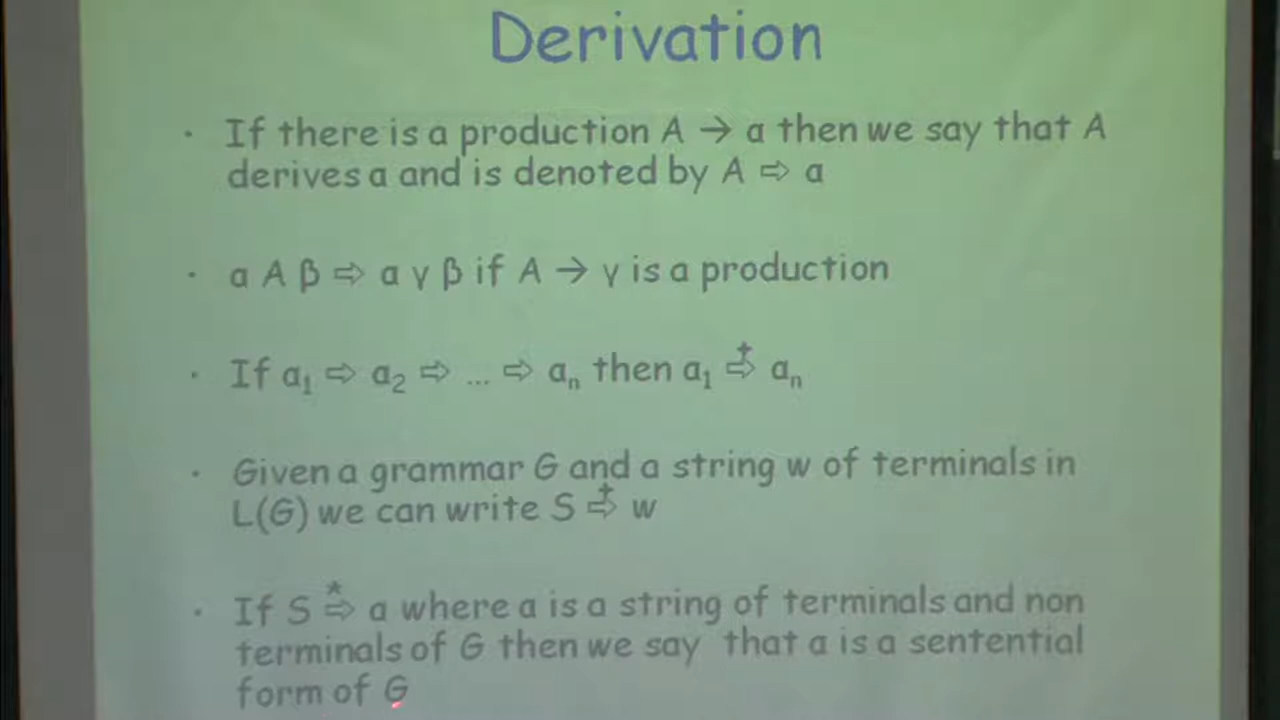 Derivation
· If there is a production A → α then we say that A
derives α and is denoted by A ⇨ α
· α A β ⇨ α γ β if A → γ is a production
· If α₁ ⇨ α₂ ⇨ … ⇨ αₙ then α₁ ⇨⁺ αₙ
· Given a grammar G and a string w of terminals in
L(G) we can write S ⇨⁺ w
· If S ⇨* α where α is a string of terminals and non
terminals of G then we say that α is a sentential
form of G